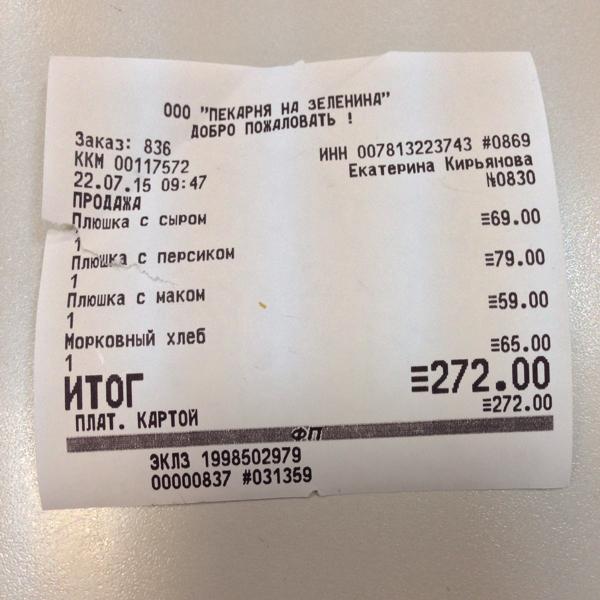 ООО "ПЕКАРНЯ НА ЗЕЛЕНИНА"
ДОБРО ПОЖАЛОВАТЬ !
Заказ: 836
ККМ 00117572 ИНН 007813223743 #0869
22.07.15 09:47 Екатерина Кирьянова
ПРОДАЖА №0830
Плюшка с сыром ≡69.00
1
Плюшка с персиком ≡79.00
1
Плюшка с маком ≡59.00
1
Морковный хлеб ≡65.00
1
ИТОГ ≡272.00
ПЛАТ. КАРТОЙ ≡272.00
ФП
ЭКЛЗ 1998502979
00000837 #031359